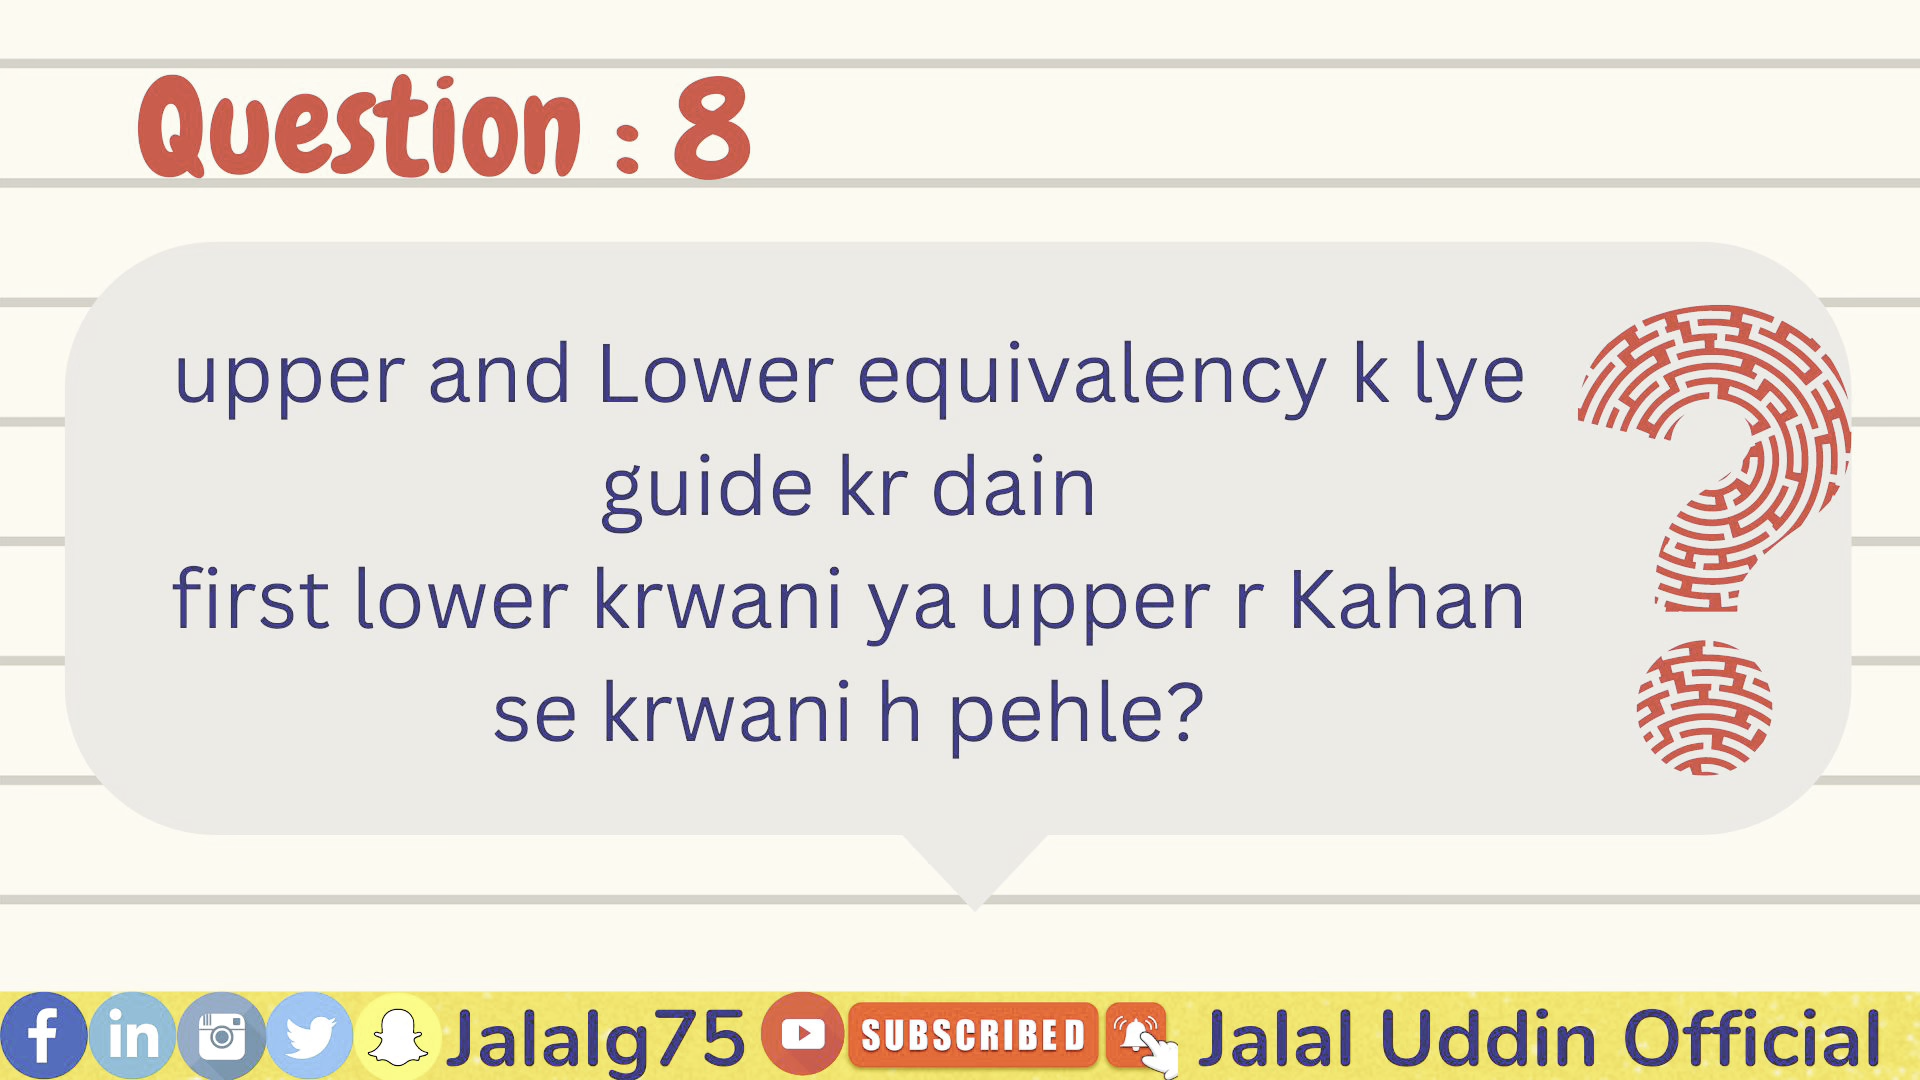 Question : 8
upper and Lower equivalency k lye
guide kr dain
first lower krwani ya upper r Kahan
se krwani h pehle?
Jalalg75 SUBSCRIBED Jalal Uddin Official